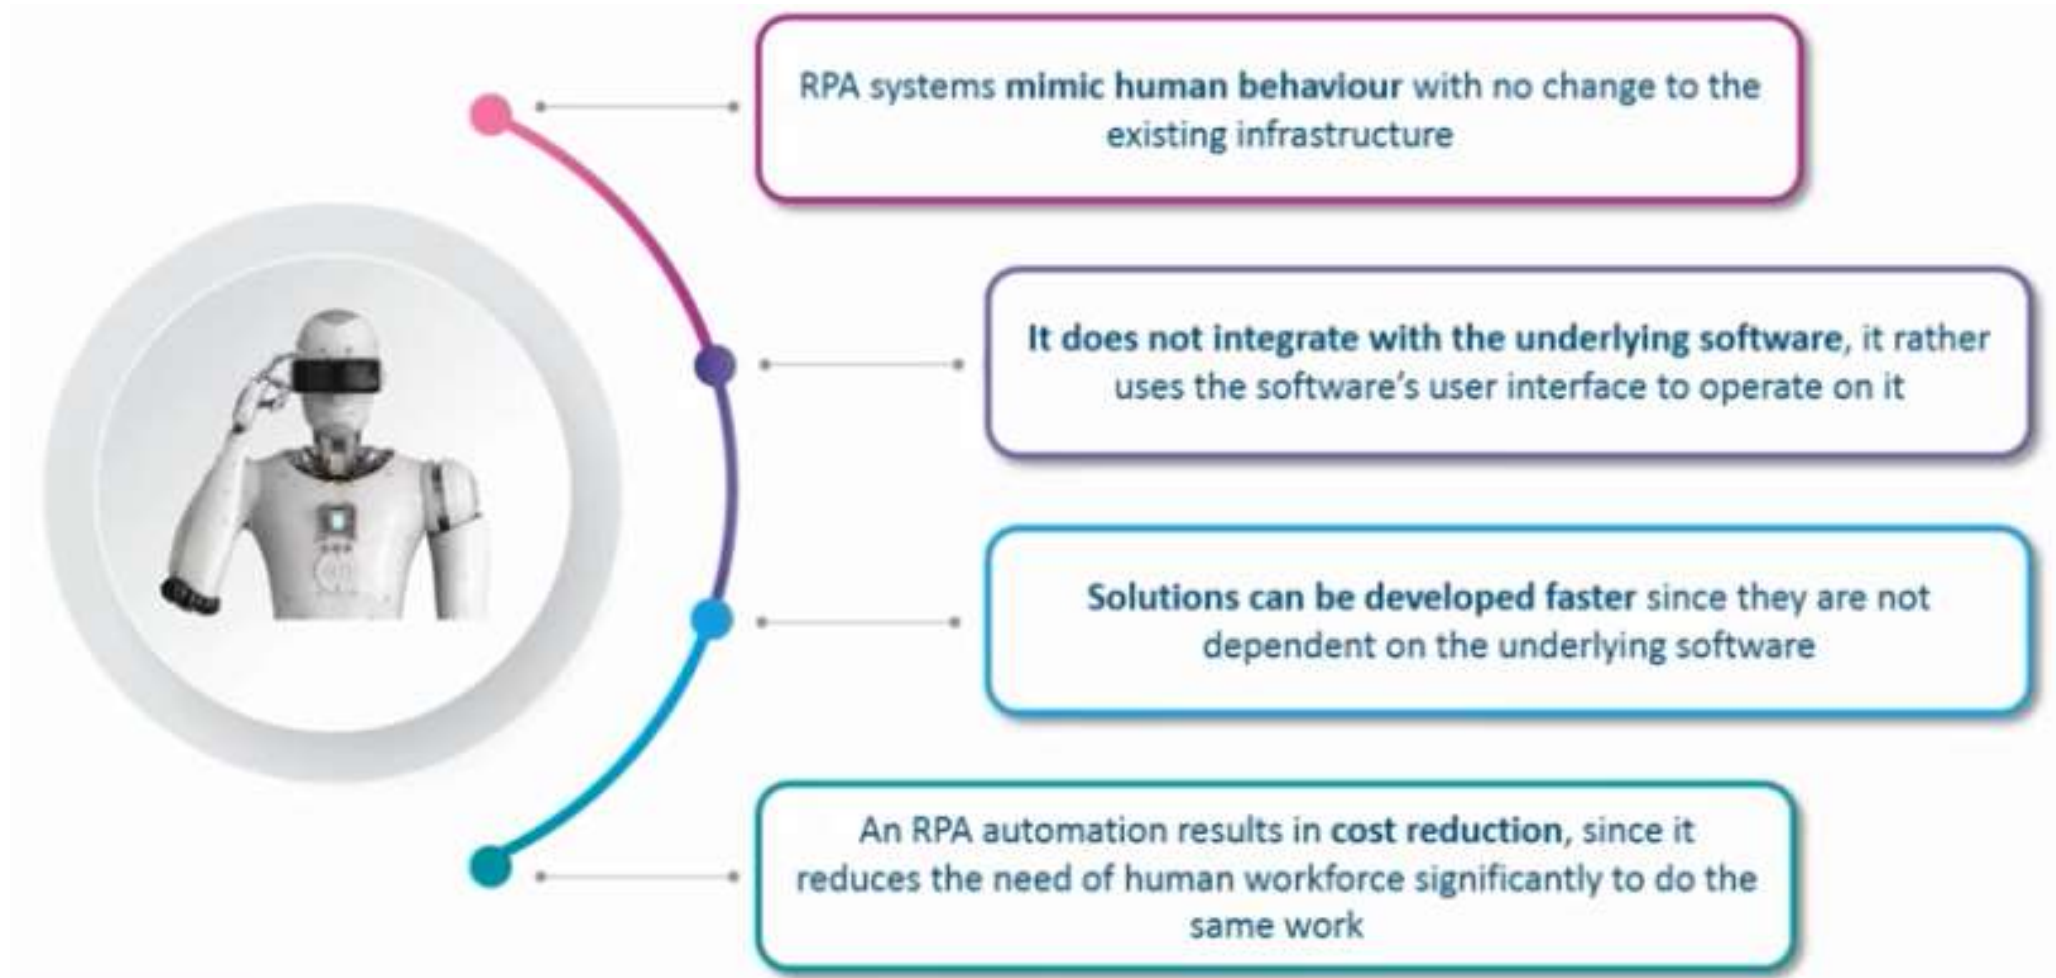 RPA systems mimic human behaviour with no change to the
existing infrastructure
It does not integrate with the underlying software, it rather
uses the software's user interface to operate on it
Solutions can be developed faster since they are not
dependent on the underlying software
An RPA automation results in cost reduction, since it
reduces the need of human workforce significantly to do the
same work